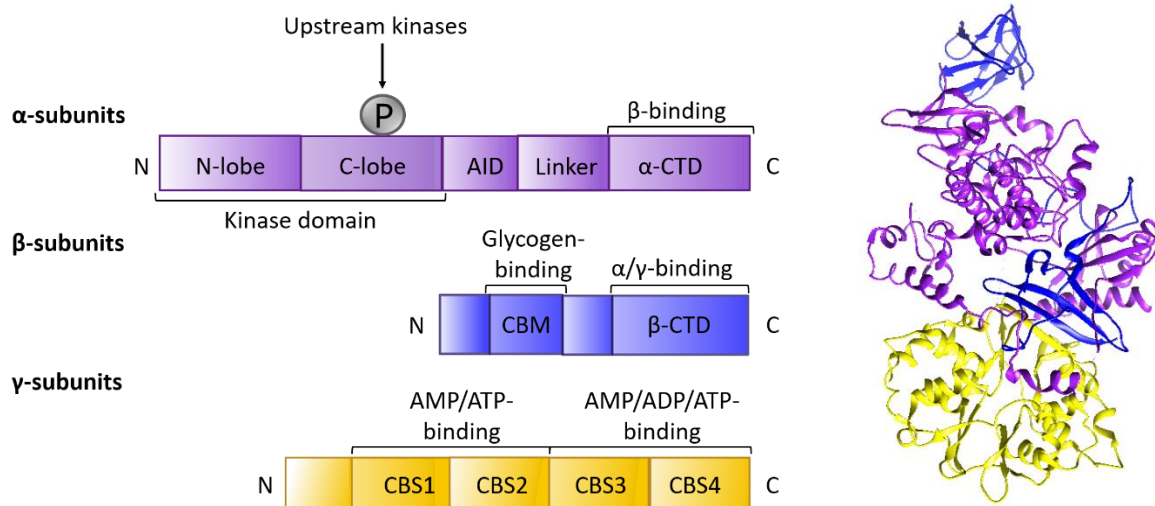 Upstream kinases
P
α-subunits
β-binding
N N-lobe C-lobe AID Linker α-CTD C
Kinase domain
β-subunits
Glycogen-
binding
α/γ-binding
N CBM β-CTD C
γ-subunits
AMP/ATP-
binding
AMP/ADP/ATP-
binding
N CBS1 CBS2 CBS3 CBS4 C